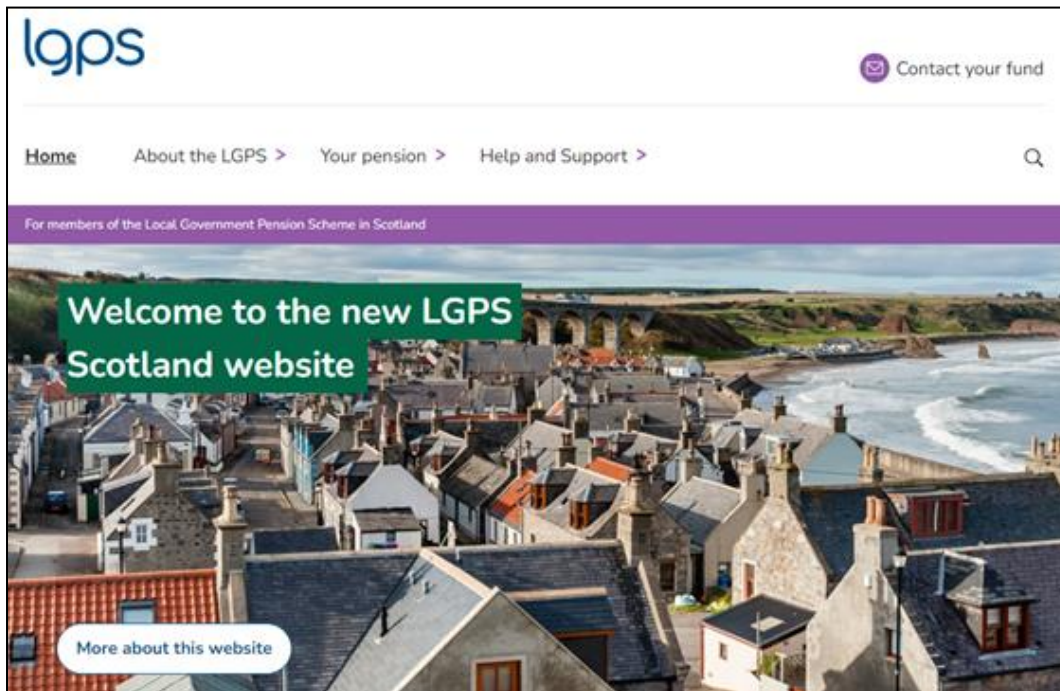 lgps
Contact your fund
Home About the LGPS > Your pension > Help and Support >
For members of the Local Government Pension Scheme in Scotland
Welcome to the new LGPS
Scotland website
More about this website